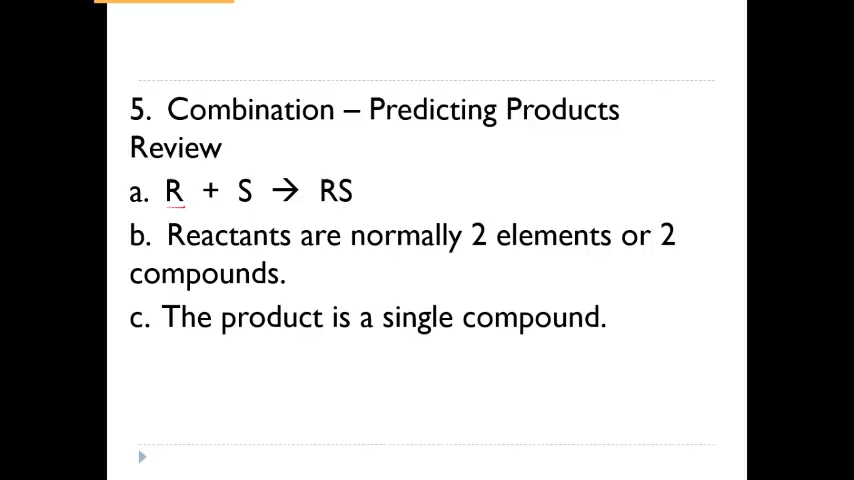 5. Combination – Predicting Products
Review
a. R + S → RS
b. Reactants are normally 2 elements or 2
compounds.
c. The product is a single compound.